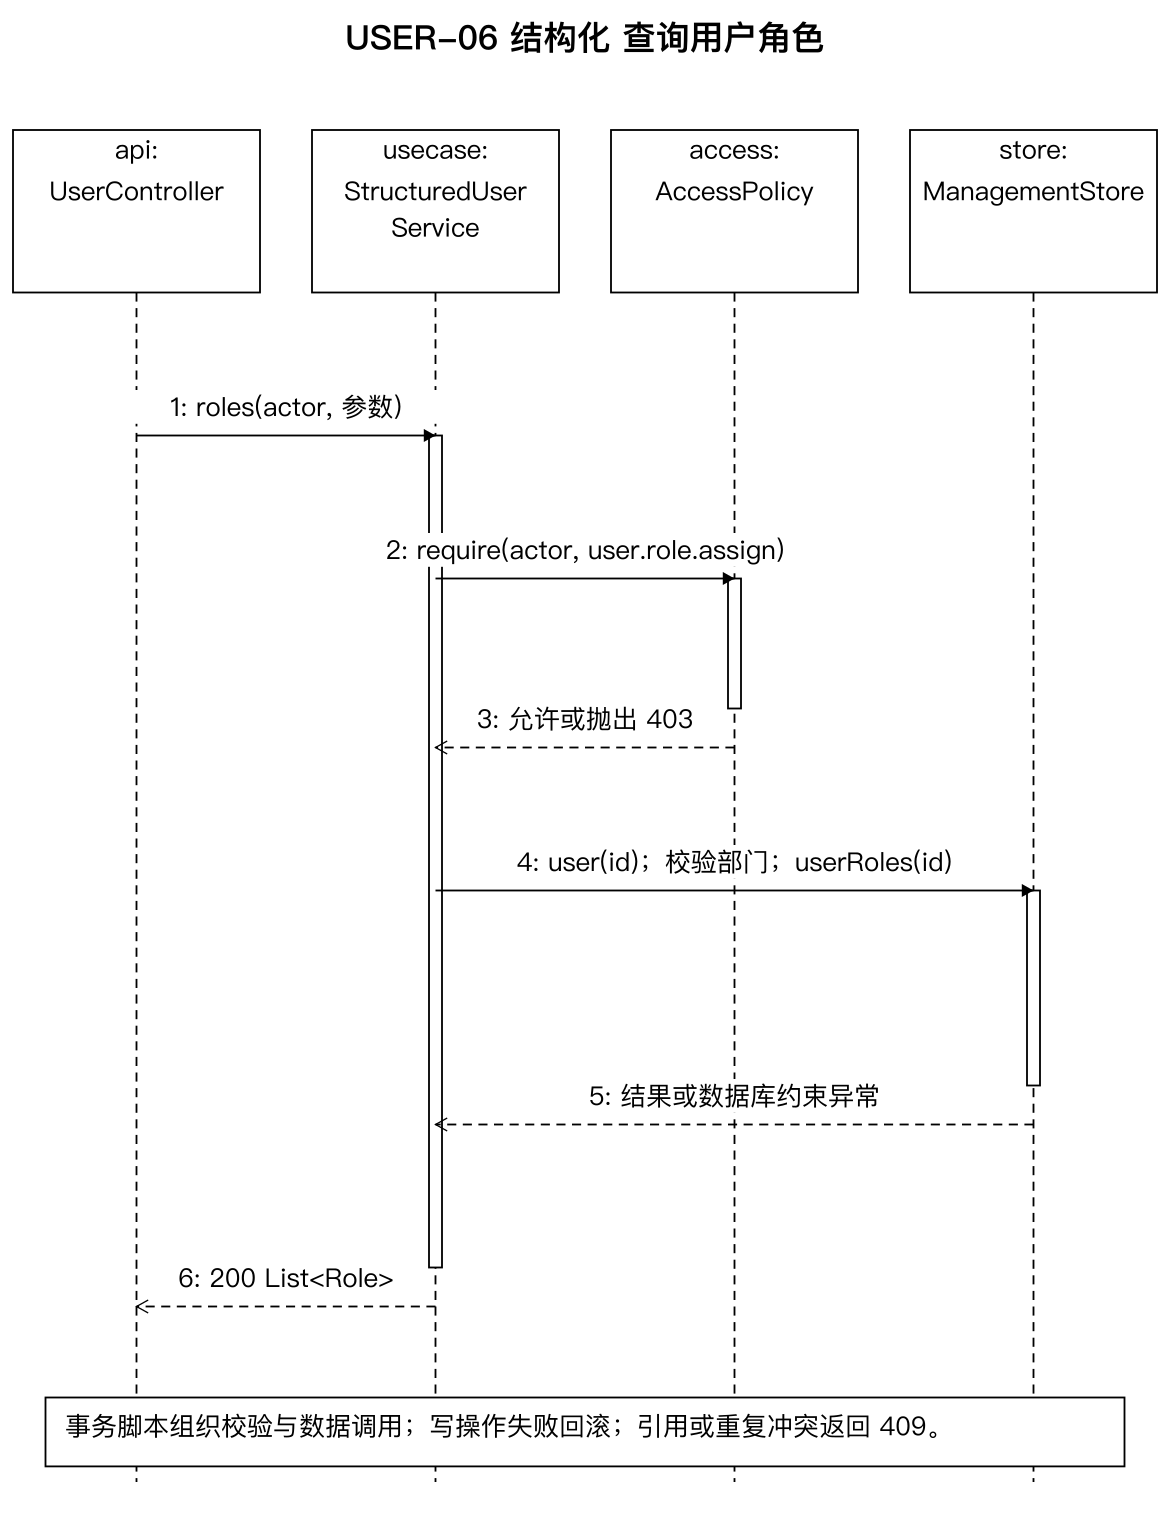 USER-06 结构化 查询用户角色
api:
UserController
usecase:
StructuredUser
Service
access:
AccessPolicy
store:
ManagementStore
1: roles(actor, 参数)
2: require(actor, user.role.assign)
3: 允许或抛出 403
4: user(id)；校验部门；userRoles(id)
5: 结果或数据库约束异常
6: 200 List<Role>
事务脚本组织校验与数据调用；写操作失败回滚；引用或重复冲突返回 409。